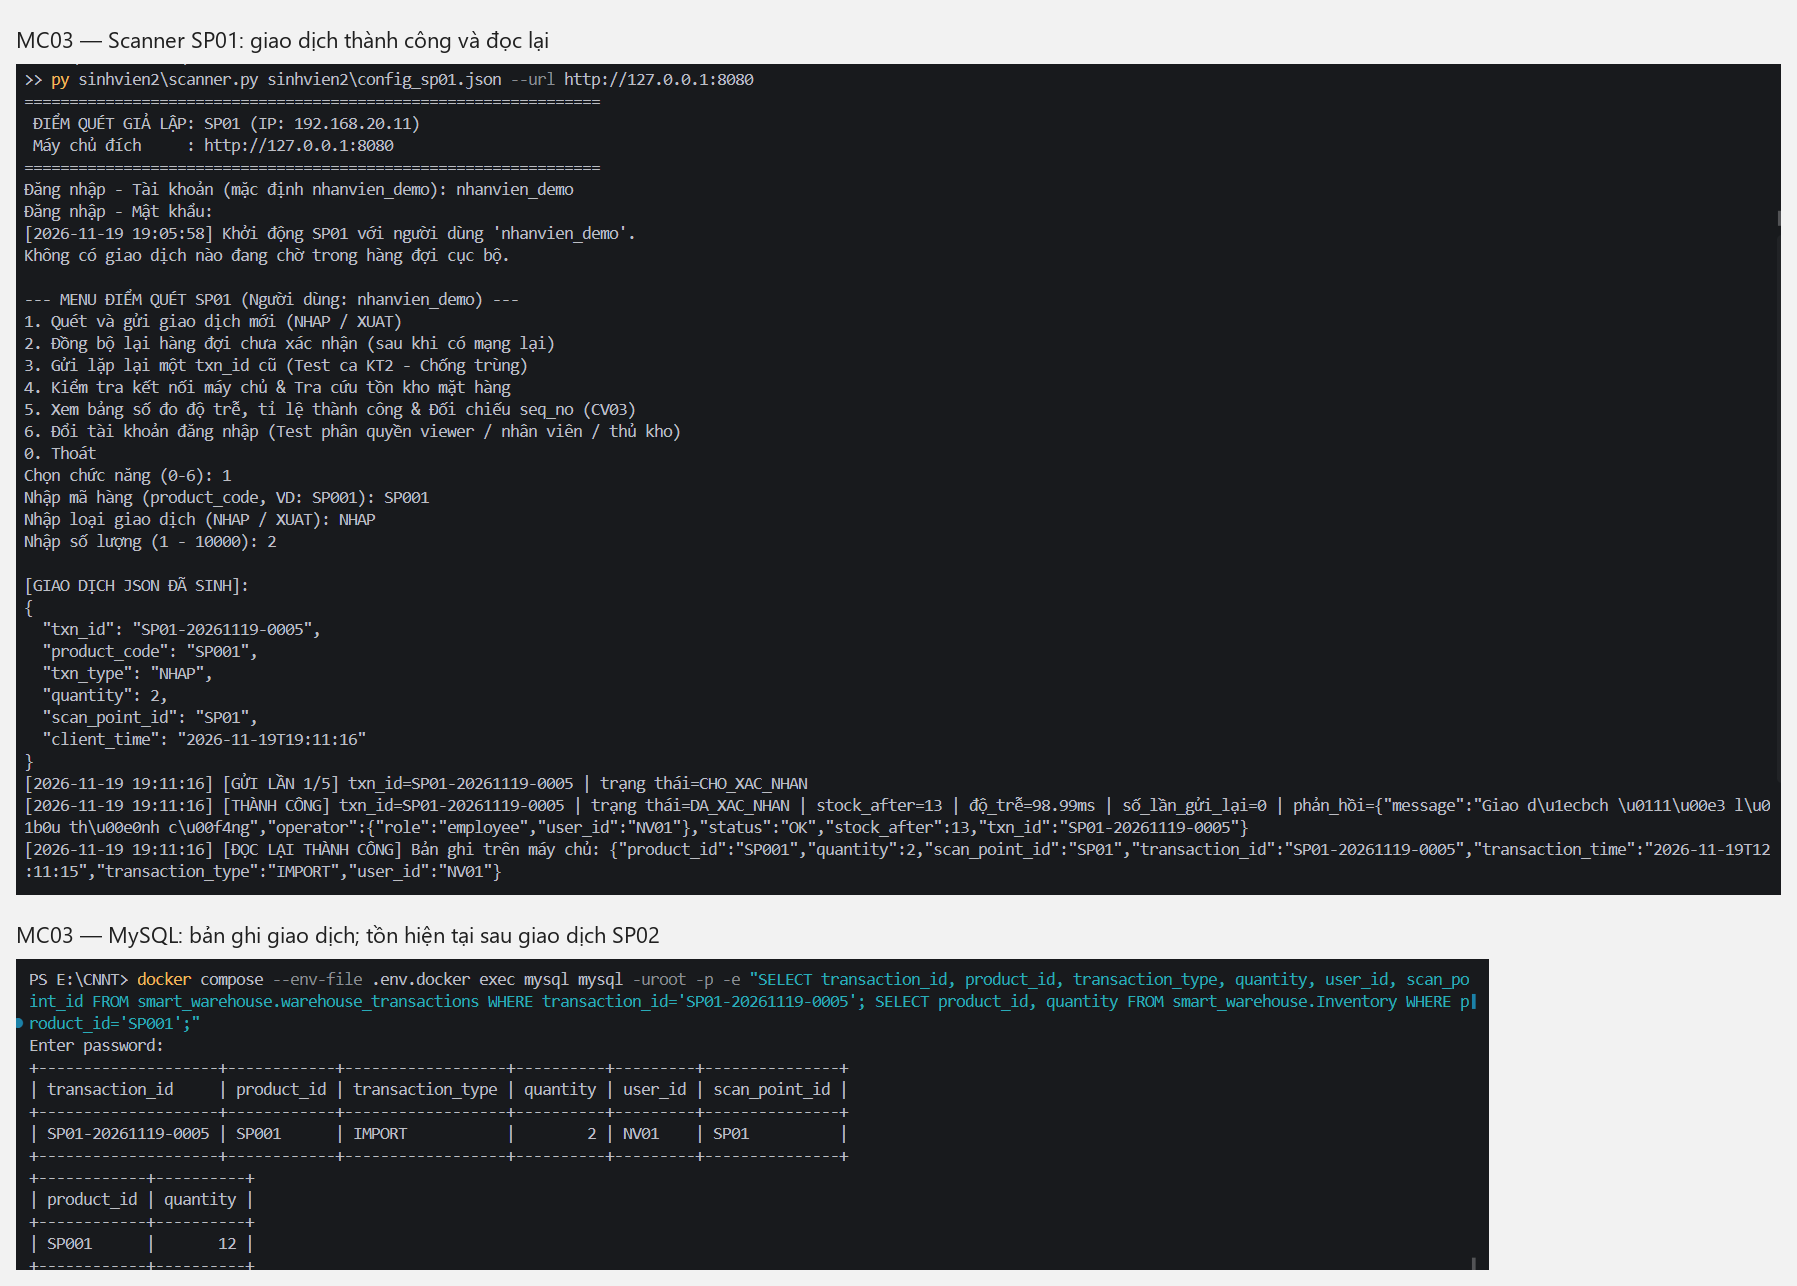 MC03 — Scanner SP01: giao dịch thành công và đọc lại
>> py sinhvien2\scanner.py sinhvien2\config_sp01.json --url http://127.0.0.1:8080
================================================================
ĐIỂM QUÉT GIẢ LẬP: SP01 (IP: 192.168.20.11)
Máy chủ đích     : http://127.0.0.1:8080
================================================================
Đăng nhập - Tài khoản (mặc định nhanvien_demo): nhanvien_demo
Đăng nhập - Mật khẩu:
[2026-11-19 19:05:58] Khởi động SP01 với người dùng 'nhanvien_demo'.
Không có giao dịch nào đang chờ trong hàng đợi cục bộ.
--- MENU ĐIỂM QUÉT SP01 (Người dùng: nhanvien_demo) ---
1. Quét và gửi giao dịch mới (NHAP / XUAT)
2. Đồng bộ lại hàng đợi chưa xác nhận (sau khi có mạng lại)
3. Gửi lặp lại một txn_id cũ (Test ca KT2 - Chống trùng)
4. Kiểm tra kết nối máy chủ & Tra cứu tồn kho mặt hàng
5. Xem bảng số đo độ trễ, tỉ lệ thành công & Đối chiếu seq_no (CV03)
6. Đổi tài khoản đăng nhập (Test phân quyền viewer / nhân viên / thủ kho)
0. Thoát
Chọn chức năng (0-6): 1
Nhập mã hàng (product_code, VD: SP001): SP001
Nhập loại giao dịch (NHAP / XUAT): NHAP
Nhập số lượng (1 - 10000): 2
[GIAO DỊCH JSON ĐÃ SINH]:
{
  "txn_id": "SP01-20261119-0005",
  "product_code": "SP001",
  "txn_type": "NHAP",
  "quantity": 2,
  "scan_point_id": "SP01",
  "client_time": "2026-11-19T19:11:16"
}
[2026-11-19 19:11:16] [GỬI LẦN 1/5] txn_id=SP01-20261119-0005 | trạng thái=CHO_XAC_NHAN
[2026-11-19 19:11:16] [THÀNH CÔNG] txn_id=SP01-20261119-0005 | trạng thái=DA_XAC_NHAN | stock_after=13 | độ_trễ=98.99ms | số_lần_gửi_lại=0 | phản_hồi={"message":"Giao d\u1ecbch \u0111\u00e3 l\u0
1b0u th\u00e0nh c\u00f4ng","operator":{"role":"employee","user_id":"NV01"},"status":"OK","stock_after":13,"txn_id":"SP01-20261119-0005"}
[2026-11-19 19:11:16] [ĐỌC LẠI THÀNH CÔNG] Bản ghi trên máy chủ: {"product_id":"SP001","quantity":2,"scan_point_id":"SP01","transaction_id":"SP01-20261119-0005","transaction_time":"2026-11-19T12
:11:15","transaction_type":"IMPORT","user_id":"NV01"}
MC03 — MySQL: bản ghi giao dịch; tồn hiện tại sau giao dịch SP02
PS E:\CNNT> docker compose --env-file .env.docker exec mysql mysql -uroot -p -e "SELECT transaction_id, product_id, transaction_type, quantity, user_id, scan_po
int_id FROM smart_warehouse.warehouse_transactions WHERE transaction_id='SP01-20261119-0005'; SELECT product_id, quantity FROM smart_warehouse.Inventory WHERE p
roduct_id='SP001';"
Enter password:
+--------------------+------------+------------------+----------+---------+---------------+
| transaction_id     | product_id | transaction_type | quantity | user_id | scan_point_id |
+--------------------+------------+------------------+----------+---------+---------------+
| SP01-20261119-0005 | SP001      | IMPORT           |        2 | NV01    | SP01          |
+--------------------+------------+------------------+----------+---------+---------------+
+------------+----------+
| product_id | quantity |
+------------+----------+
| SP001      |       12 |
+------------+----------+